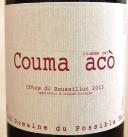 Couma acò
Côtes du Roussillon 2013
Domaine du Possible